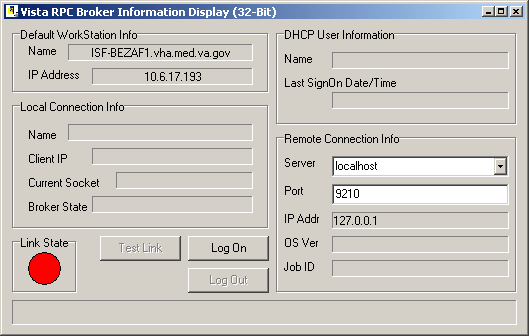 Vista RPC Broker Information Display (32-Bit)
Default WorkStation Info
Name ISF-BEZAF1.vha.med.va.gov
IP Address 10.6.17.193
Local Connection Info
Name
Client IP
Current Socket
Broker State
Link State
Test Link
Log On
Log Out
DHCP User Information
Name
Last SignOn Date/Time
Remote Connection Info
Server localhost
Port 9210
IP Addr 127.0.0.1
OS Ver
Job ID